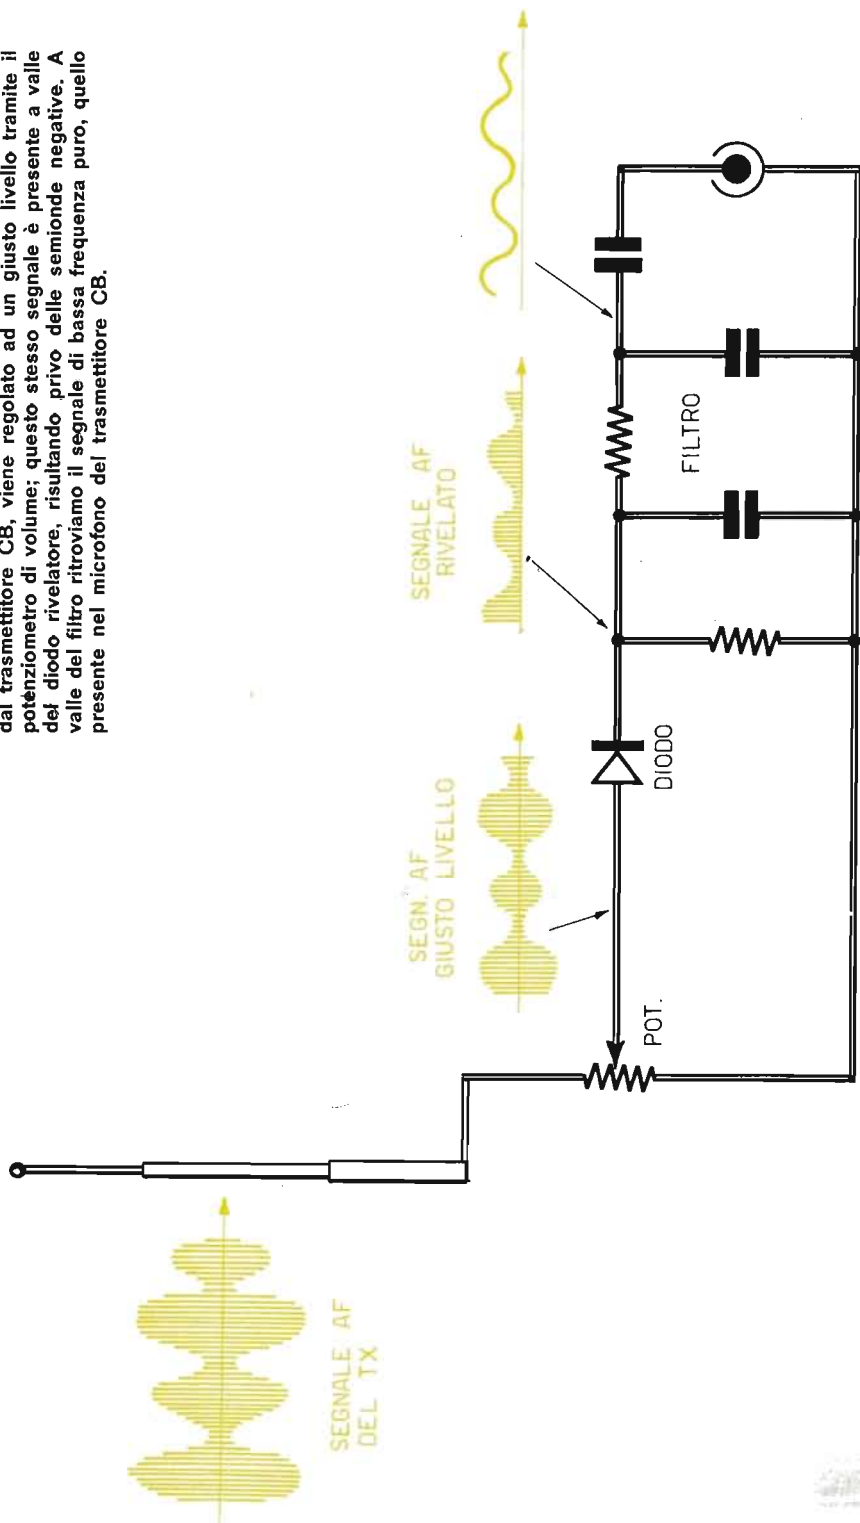 dal trasmettitore CB, viene regolato ad un giusto livello tramite il
potenziometro di volume; questo stesso segnale è presente a valle
del diodo rivelatore, risultando privo delle semionde negative. A
valle del filtro ritroviamo il segnale di bassa frequenza puro, quello
presente nel microfono del trasmettitore CB.
SEGNALE AF
DEL TX
SEGN. AF
GIUSTO LIVELLO
SEGNALE AF
RIVELATO
POT.
DIODO
FILTRO